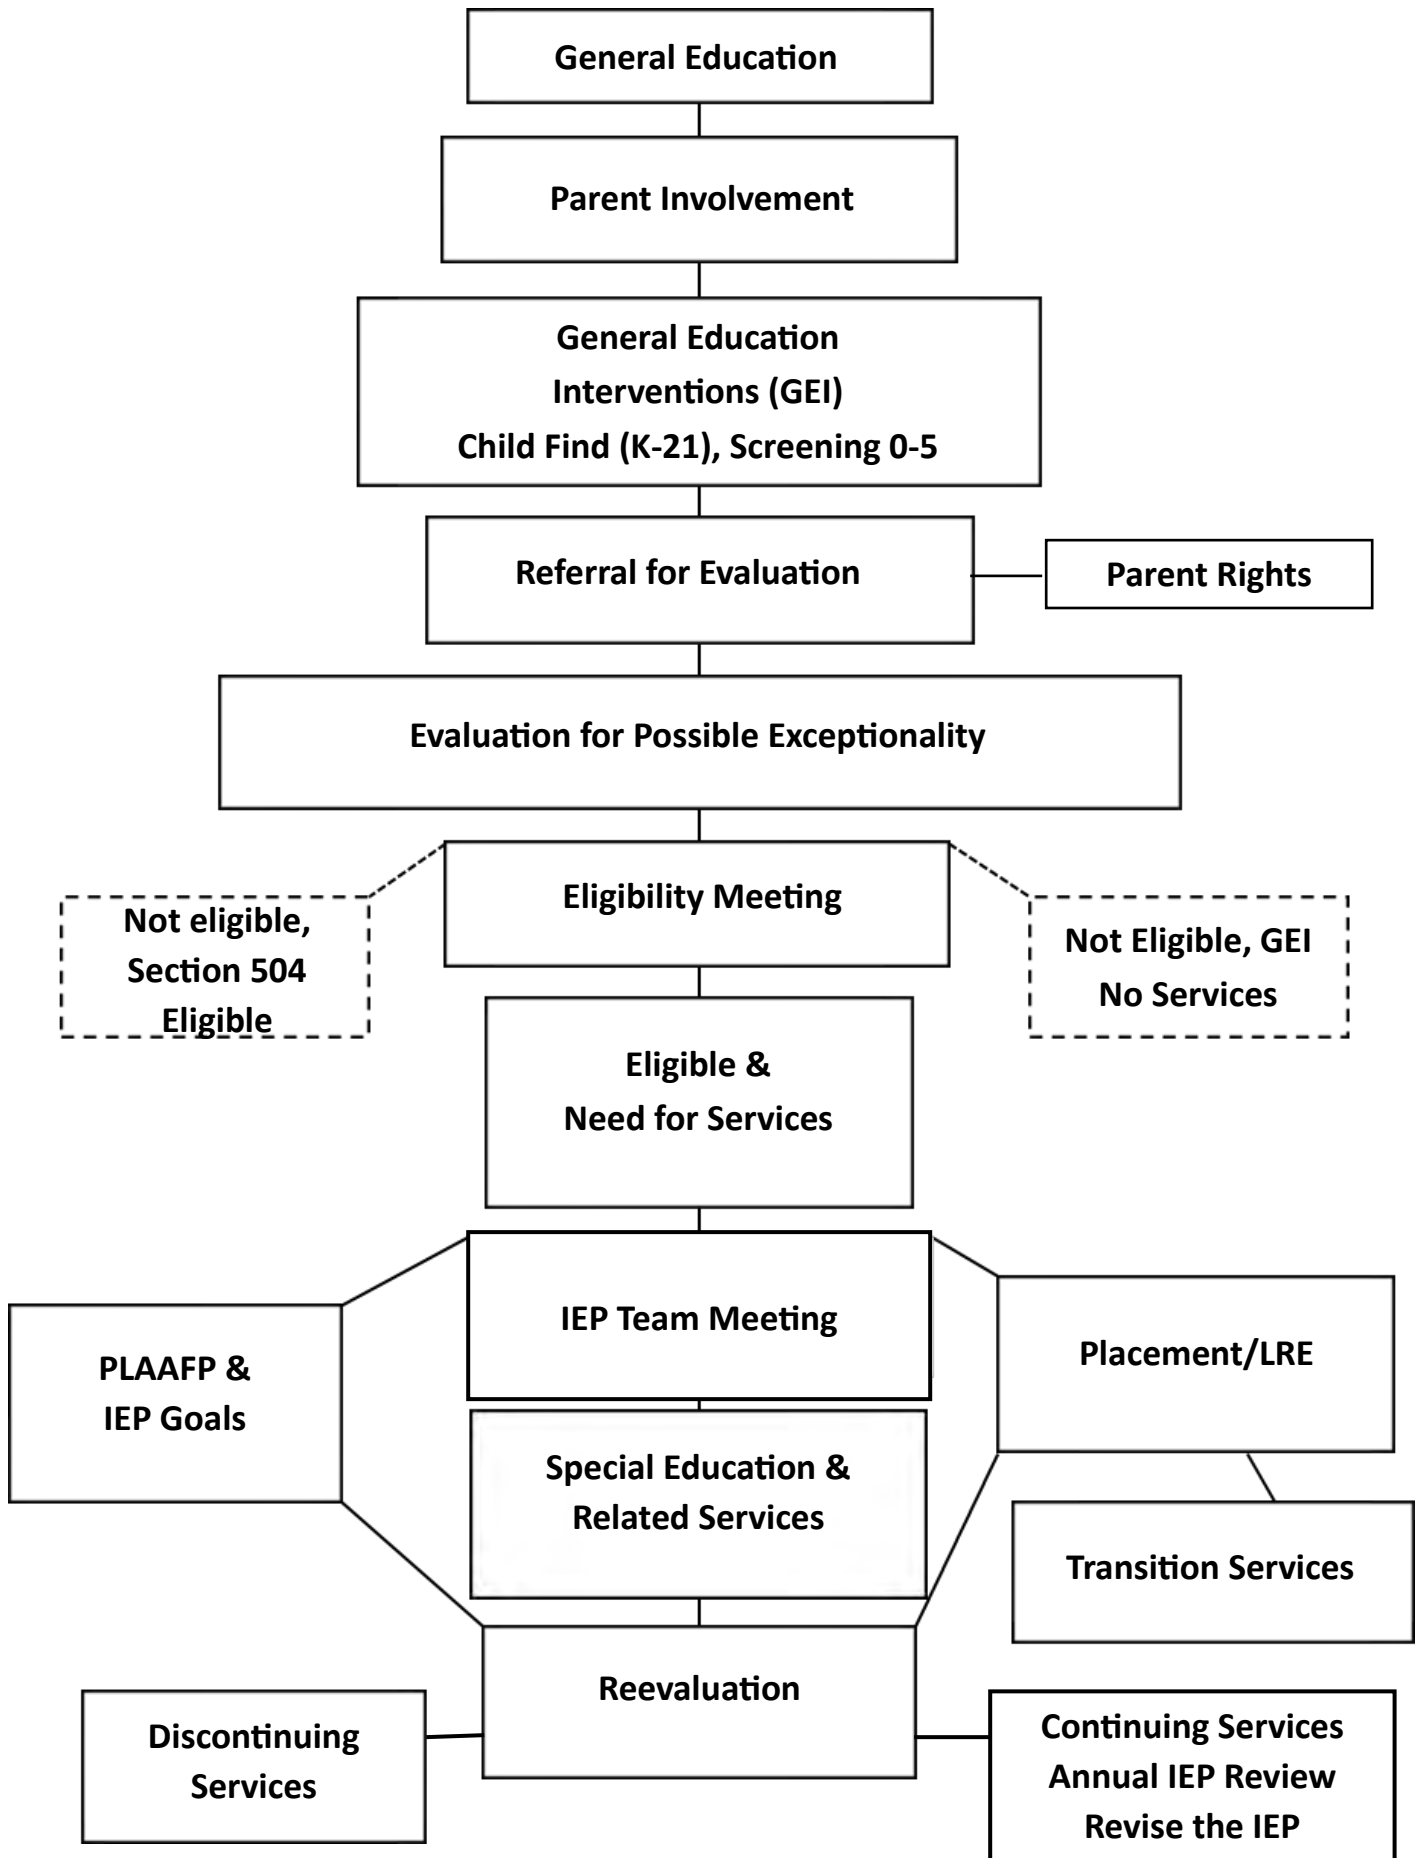 General Education
Parent Involvement
General Education
Interventions (GEI)
Child Find (K-21), Screening 0-5
Referral for Evaluation
Parent Rights
Evaluation for Possible Exceptionality
Eligibility Meeting
Not eligible,
Section 504
Eligible
Not Eligible, GEI
No Services
Eligible &
Need for Services
IEP Team Meeting
PLAAFP &
IEP Goals
Placement/LRE
Special Education &
Related Services
Transition Services
Reevaluation
Discontinuing
Services
Continuing Services
Annual IEP Review
Revise the IEP